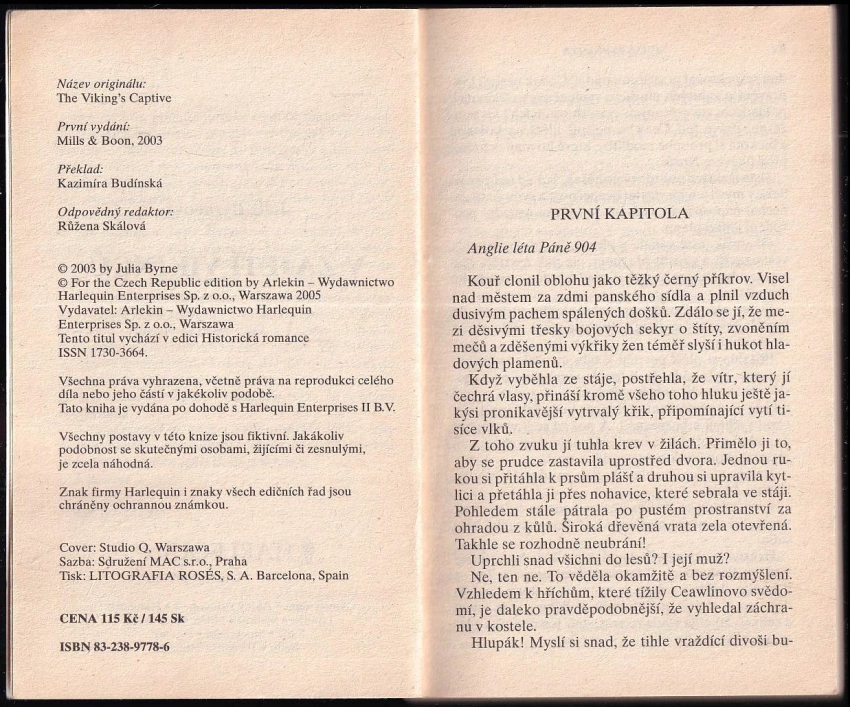 Název originálu:
The Viking's Captive
První vydání:
Mills & Boon, 2003
Překlad:
Kazimíra Budínská
Odpovědný redaktor:
Růžena Skálová
© 2003 by Julia Byrne
© For the Czech Republic edition by Arlekin – Wydawnictwo
Harlequin Enterprises Sp. z o.o., Warszawa 2005
Vydavatel: Arlekin – Wydawnictwo Harlequin
Enterprises Sp. z o.o., Warszawa
Tento titul vychází v edici Historická romance
ISSN 1730-3664.
Všechna práva vyhrazena, včetně práva na reprodukci celého
díla nebo jeho částí v jakékoliv podobě.
Tato kniha je vydána po dohodě s Harlequin Enterprises II B.V.
Všechny postavy v této knize jsou fiktivní. Jakákoliv
podobnost se skutečnými osobami, žijícími či zesnulými,
je zcela náhodná.
Znak firmy Harlequin i znaky všech edičních řad jsou
chráněny ochrannou známkou.
Cover: Studio Q, Warszawa
Sazba: Sdružení MAC s.r.o., Praha
Tisk: LITOGRAFIA ROSÉS, S. A. Barcelona, Spain
CENA 115 Kč / 145 Sk
ISBN 83-238-9778-6
PRVNÍ KAPITOLA
Anglie léta Páně 904
Kouř clonil oblohu jako těžký černý příkrov. Visel
nad městem za zdmi panského sídla a plnil vzduch
dusivým pachem spálených došků. Zdálo se jí, že me-
zi děsivými třesky bojových sekyr o štíty, zvoněním
mečů a zděšenými výkřiky žen téměř slyší i hukot hla-
dových plamenů.
Když vyběhla ze stáje, postřehla, že vítr, který jí
čechrá vlasy, přináší kromě všeho toho hluku ještě ja-
kýsi pronikavější vytrvalý křik, připomínající vytí ti-
síce vlků.
Z toho zvuku jí tuhla krev v žilách. Přimělo ji to,
aby se prudce zastavila uprostřed dvora. Jednou ru-
kou si přitáhla k prsům plášť a druhou si upravila kyt-
lici a přetáhla ji přes nohavice, které sebrala ve stáji.
Pohledem stále pátrala po pustém prostranství za
ohradou z kůlů. Široká dřevěná vrata zela otevřená.
Takhle se rozhodně neubrání!
Uprchli snad všichni do lesů? I její muž?
Ne, ten ne. To věděla okamžitě a bez rozmýšlení.
Vzhledem k hříchům, které tížily Ceawlinovo svědo-
mí, je daleko pravděpodobnější, že vyhledal záchra-
nu v kostele.
Hlupák! Myslí si snad, že tihle vraždící divoši bu-